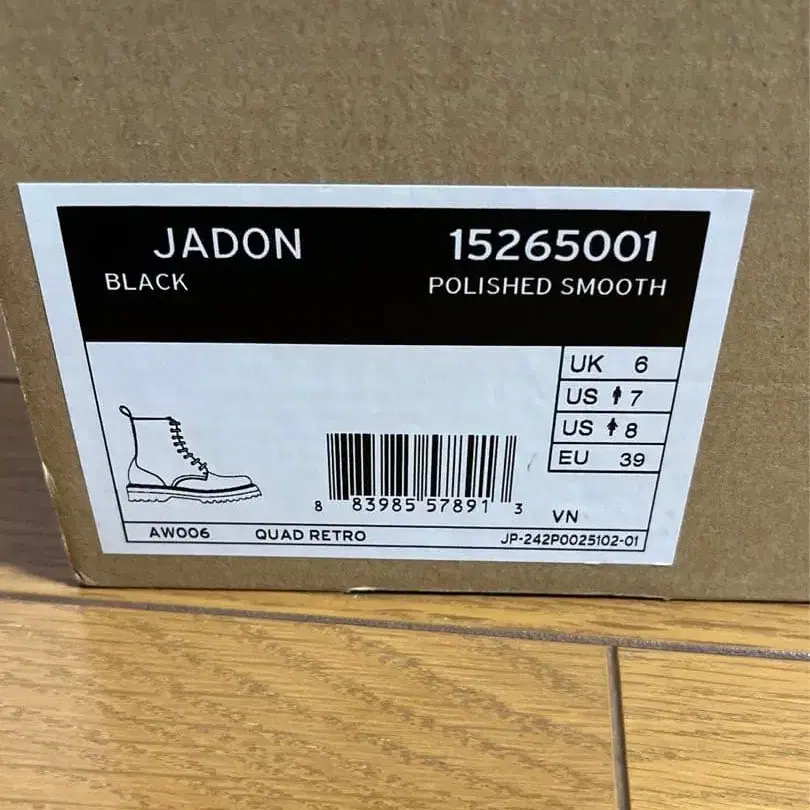 JADON 15265001
BLACK POLISHED SMOOTH
UK 6
US 7
US 8
EU 39
8 83985 57891 3
VN
AW006 QUAD RETRO JP-242P0025102-01